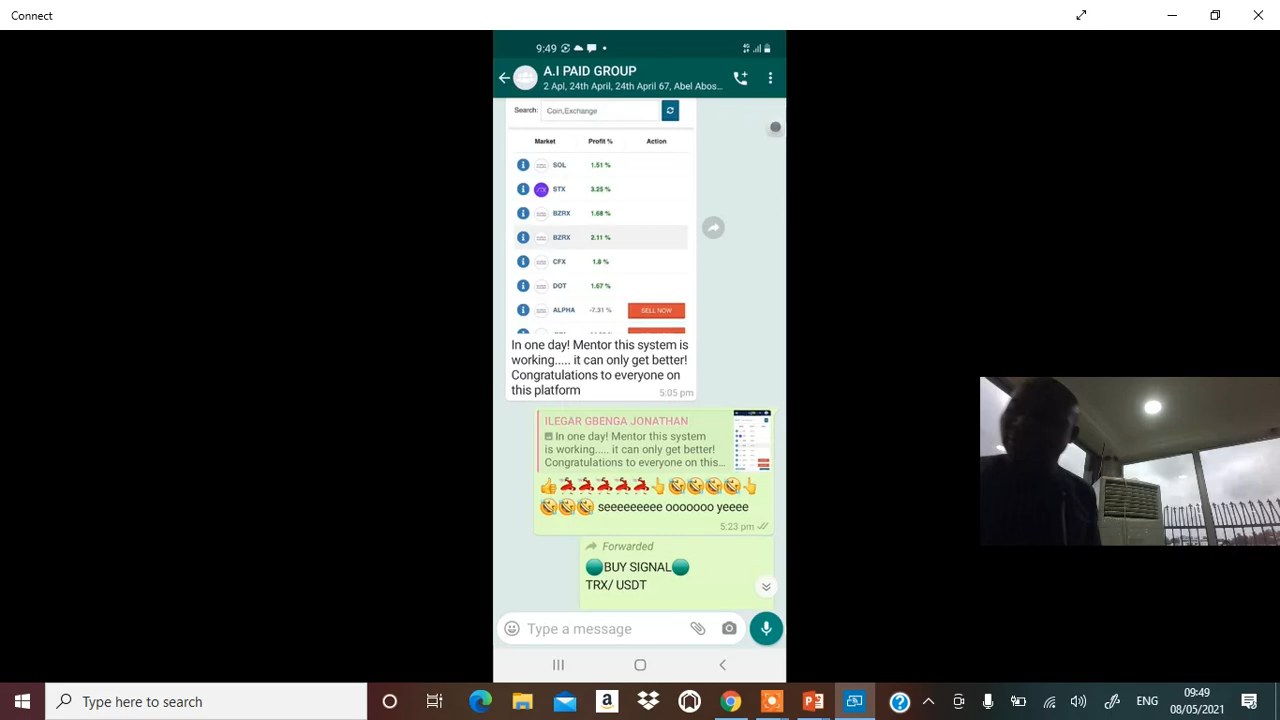 Connect
9:49
A.I PAID GROUP
2 Apl, 24th April, 24th April 67, Abel Abos...
Search: Coin,Exchange
Market Profit % Action
SOL 1.51 %
STX 3.25 %
BZRX 1.68 %
BZRX 2.11 %
CFX 1.8 %
DOT 1.67 %
ALPHA -7.31 % SELL NOW
In one day! Mentor this system is
working..... it can only get better!
Congratulations to everyone on
this platform
5:05 pm
ILEGAR GBENGA JONATHAN
In one day! Mentor this system
is working..... it can only get better!
Congratulations to everyone on this...
👍💃💃💃💃💃👆🤣🤣🤣🤣👆
🤣🤣🤣 seeeeeeeee ooooooo yeeee
5:23 pm
Forwarded
🟢BUY SIGNAL🟢
TRX/ USDT
Type a message
Type here to search
ENG
09:49
08/05/2021